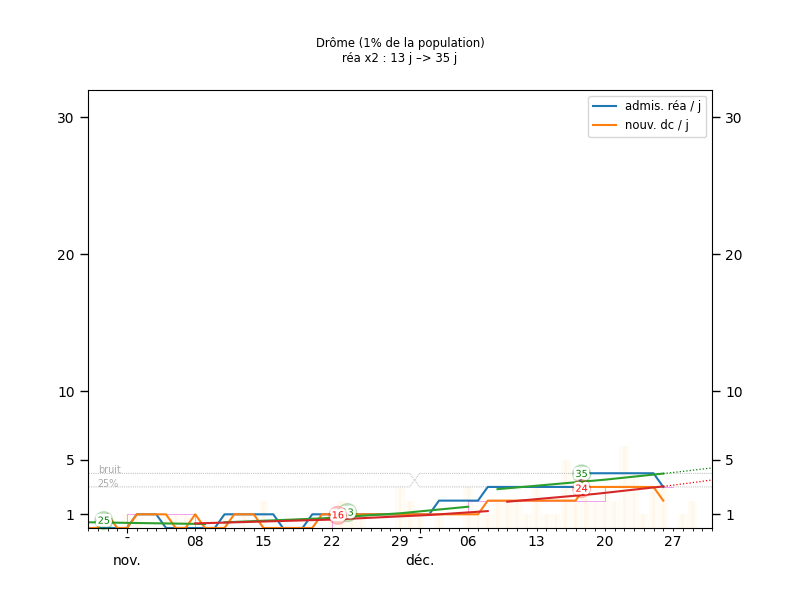 Drôme (1% de la population)
réa x2 : 13 j –> 35 j
admis. réa / j
nouv. dc / j
30 30
20 20
10 10
5 5
1 1
bruit
25%
25
16
3
35
24
- 08 15 22 29 - 06 13 20 27
nov. déc.